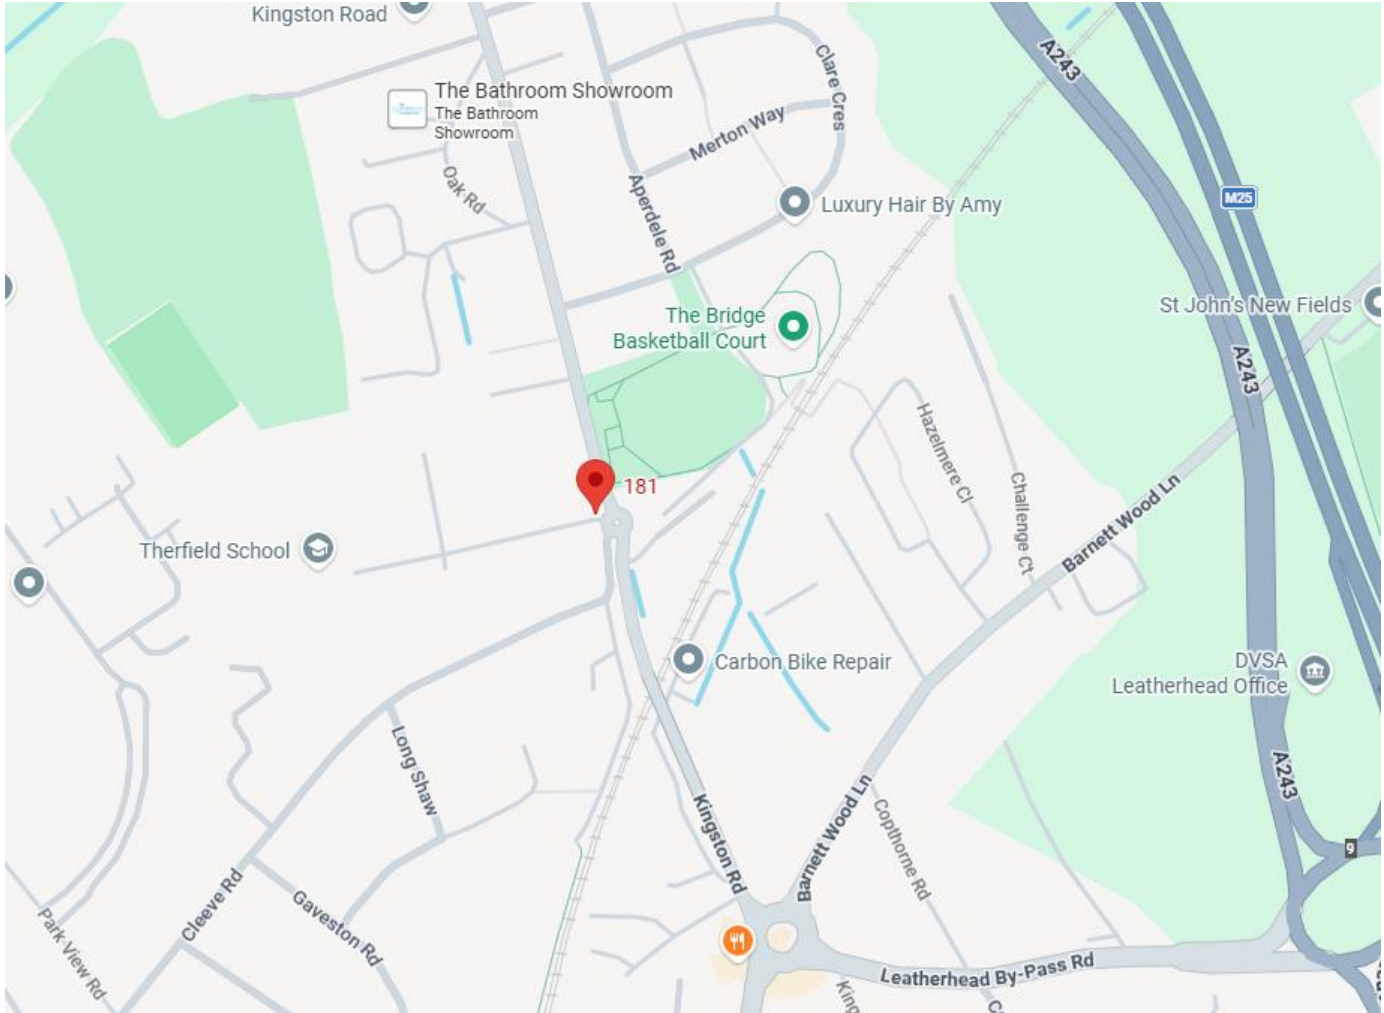 Kingston Road
A243
The Bathroom Showroom
The Bathroom
Showroom
Clare Cres
Merton Way
Oak Rd
Aperdele Rd
M25
Luxury Hair By Amy
St John's New Fields
The Bridge
Basketball Court
A243
Hazelmere Cl
Challenge Ct
181
Barnett Wood Ln
Therfield School
Carbon Bike Repair
DVSA
Leatherhead Office
Long Shaw
A243
Kingston Rd
Barnett Wood Ln
Copthorne Rd
9
Cleeve Rd
Gaveston Rd
Park View Rd
Leatherhead By-Pass Rd
King